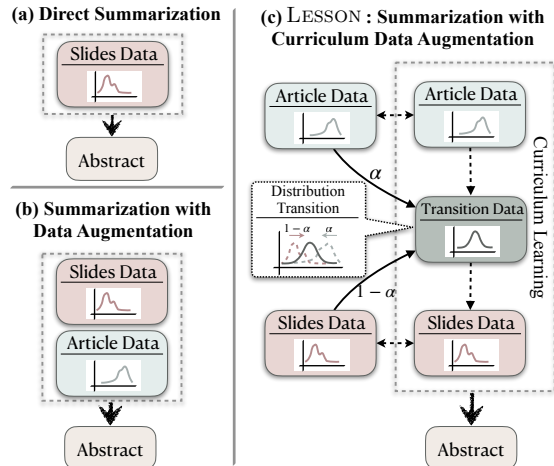 (a) Direct Summarization
Slides Data
Abstract
(b) Summarization with
Data Augmentation
Slides Data
Article Data
Abstract
(c) LESSON : Summarization with
Curriculum Data Augmentation
Article Data
Article Data
α
Distribution
Transition
1 − α
α
Transition Data
1 − α
Slides Data
Slides Data
Curriculum Learning
Abstract